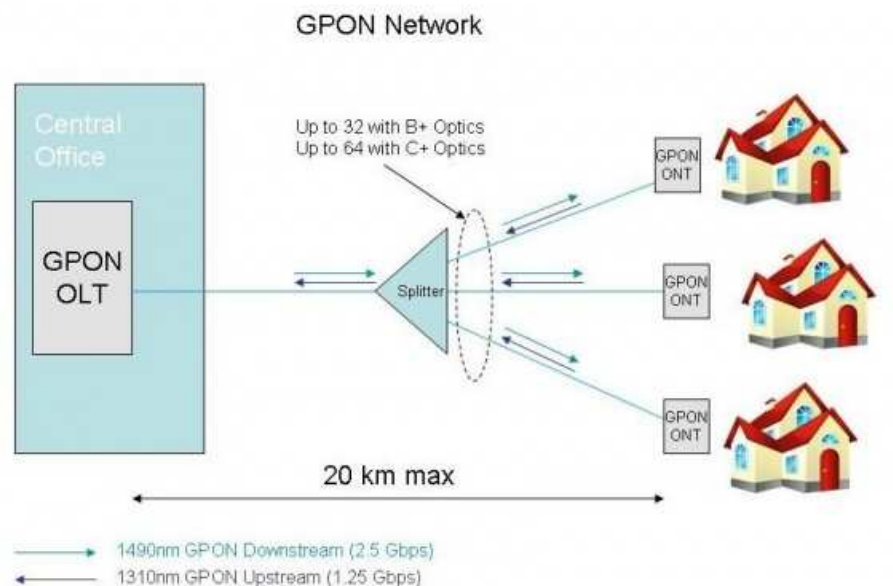 GPON Network
Central
Office
GPON
OLT
Up to 32 with B+ Optics
Up to 64 with C+ Optics
Splitter
GPON
ONT
GPON
ONT
GPON
ONT
20 km max
1490nm GPON Downstream (2.5 Gbps)
1310nm GPON Upstream (1.25 Gbps)